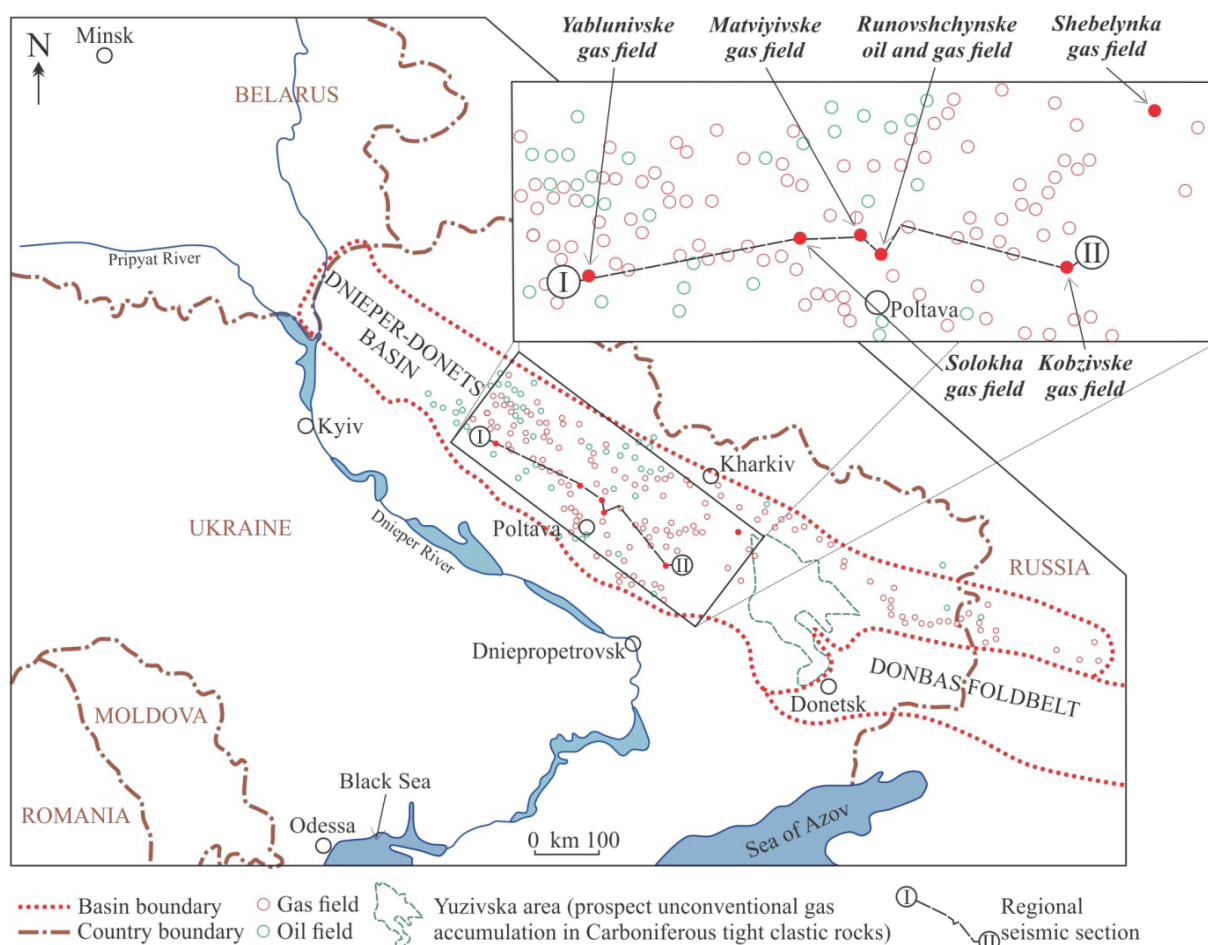 N
Minsk
BELARUS
Pripyat River
Yablunivske
gas field
Matviyivske
gas field
Runovshchynske
oil and gas field
Shebelynka
gas field
I
II
Poltava
Solokha
gas field
Kobzivske
gas field
DNIEPER-DONETS
BASIN
Kyiv
I
Kharkiv
UKRAINE
Dnieper River
Poltava
II
RUSSIA
Dniepropetrovsk
DONBAS FOLDBELT
Donetsk
MOLDOVA
ROMANIA
Black Sea
Odessa
0 km 100
Sea of Azov
Basin boundary
Country boundary
Gas field
Oil field
Yuzivska area (prospect unconventional gas
accumulation in Carboniferous tight clastic rocks)
I
II
Regional
seismic section